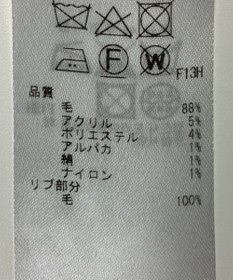 F W F13H
品質
毛 88%
アクリル 5%
ポリエステル 4%
アルパカ 1%
絹 1%
ナイロン 1%
リブ部分
毛 100%